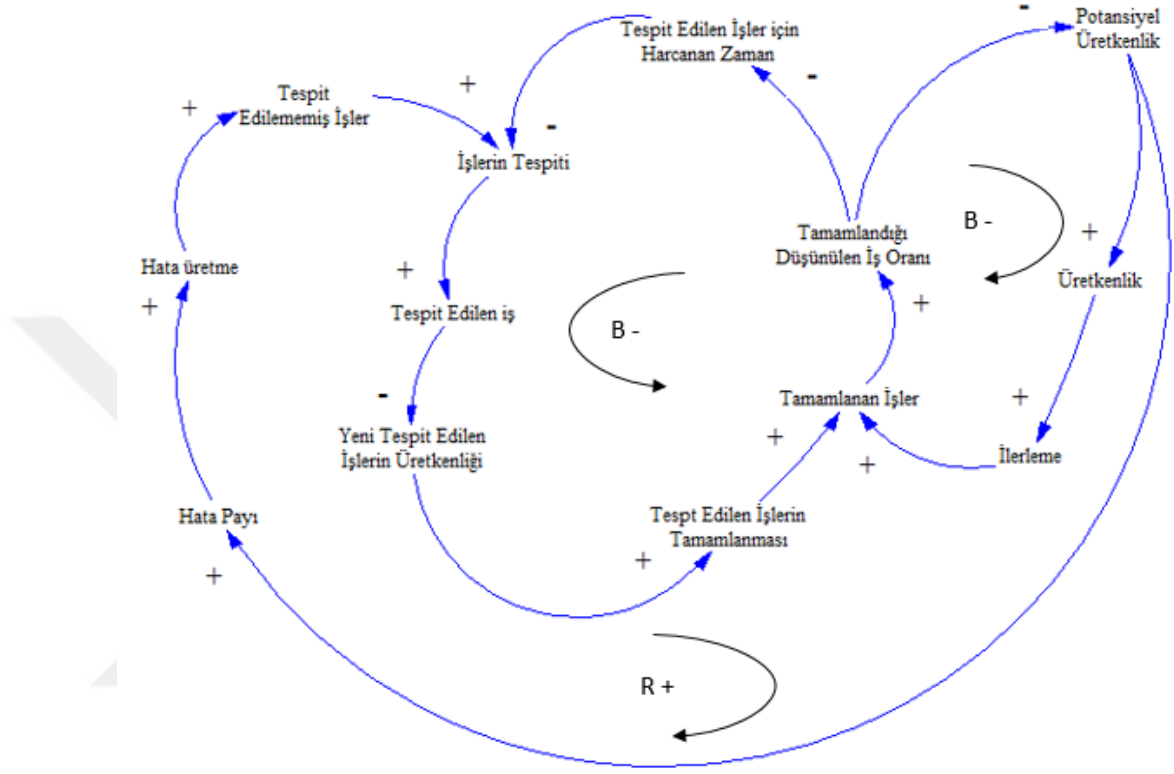 -
Potansiyel
Üretkenlik
Tespit Edilen İşler için
Harcanan Zaman
-
+
+
Tespit
Edilememiş İşler
-
İşlerin Tespiti
B -
+
Tamamlandığı
Düşünülen İş Oranı
Hata üretme
+
Üretkenlik
+
+
Tespit Edilen iş
B -
-
Tamamlanan İşler
+
Yeni Tespit Edilen
İşlerin Üretkenliği
+
+
İlerleme
Hata Payı
Tespt Edilen İşlerin
Tamamlanması
+
+
R +